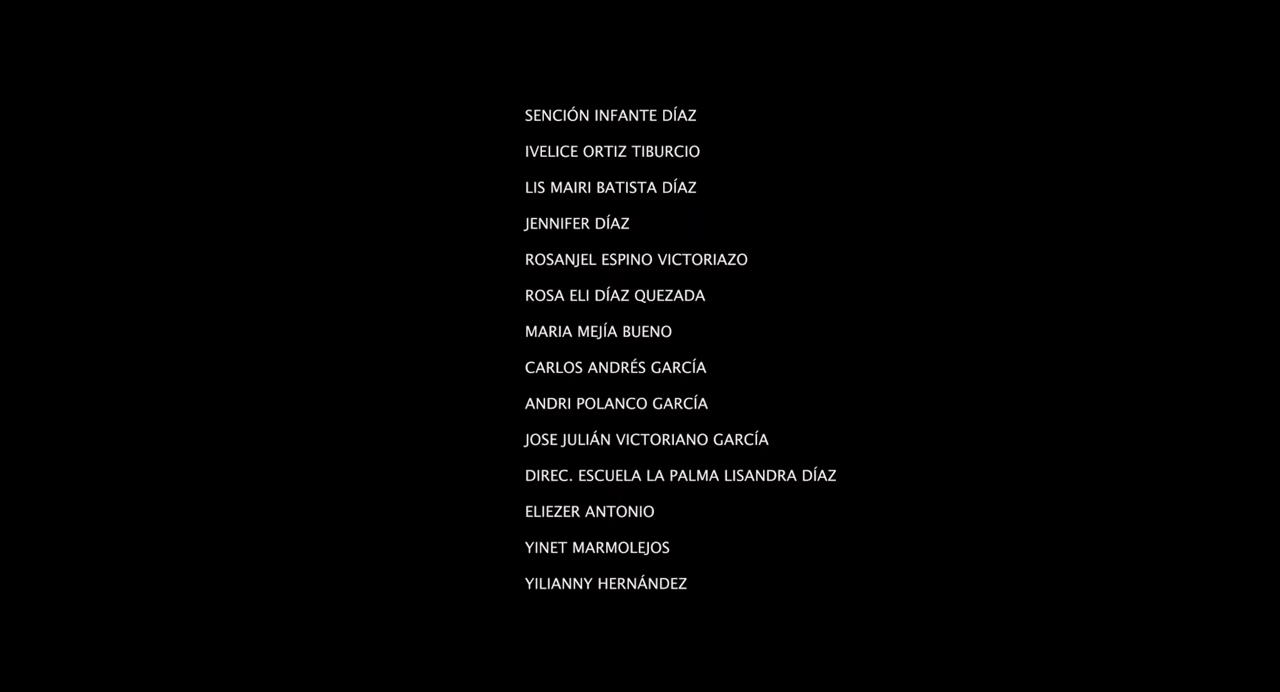 SENCIÓN INFANTE DÍAZ
IVELICE ORTIZ TIBURCIO
LIS MAIRI BATISTA DÍAZ
JENNIFER DÍAZ
ROSANJEL ESPINO VICTORIAZO
ROSA ELI DÍAZ QUEZADA
MARIA MEJÍA BUENO
CARLOS ANDRÉS GARCÍA
ANDRI POLANCO GARCÍA
JOSE JULIÁN VICTORIANO GARCÍA
DIREC. ESCUELA LA PALMA LISANDRA DÍAZ
ELIEZER ANTONIO
YINET MARMOLEJOS
YILIANNY HERNÁNDEZ